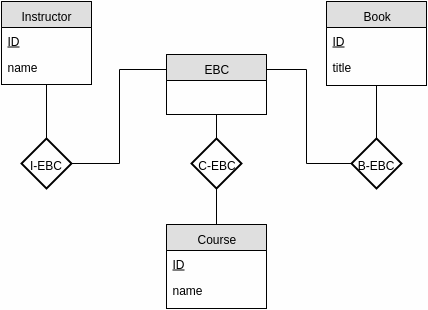 Instructor
ID
name
Book
ID
title
EBC
I-EBC
C-EBC
B-EBC
Course
ID
name